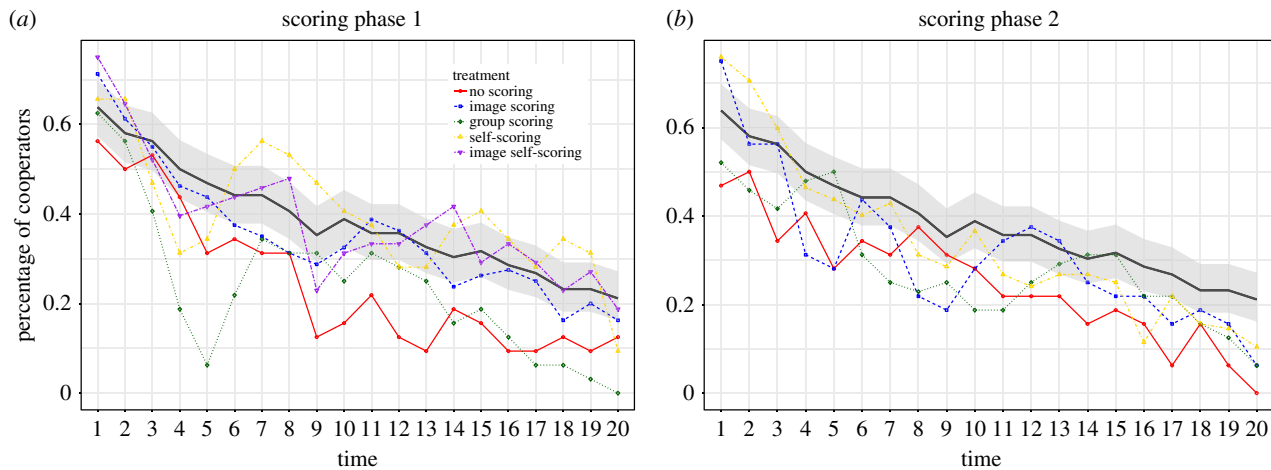 (a) scoring phase 1
(b) scoring phase 2
percentage of cooperators
0.6
0.4
0.2
0
treatment
no scoring
image scoring
group scoring
self-scoring
image self-scoring
1 2 3 4 5 6 7 8 9 10 11 12 13 14 15 16 17 18 19 20
time
0.6
0.4
0.2
0
1 2 3 4 5 6 7 8 9 10 11 12 13 14 15 16 17 18 19 20
time